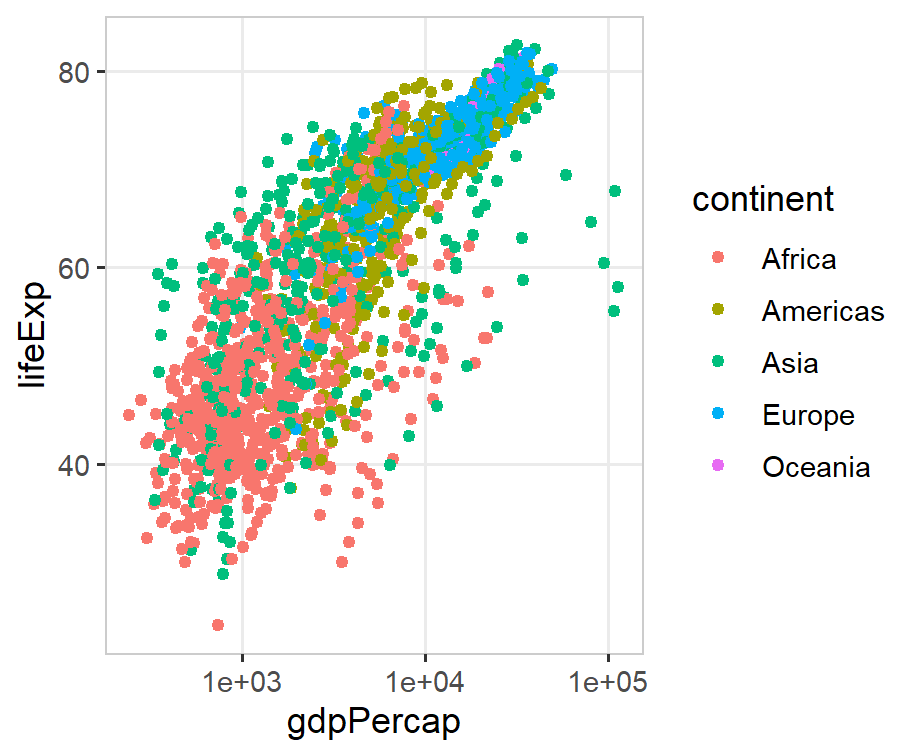 80
60
40
lifeExp
1e+03
1e+04
1e+05
gdpPercap
continent
Africa
Americas
Asia
Europe
Oceania